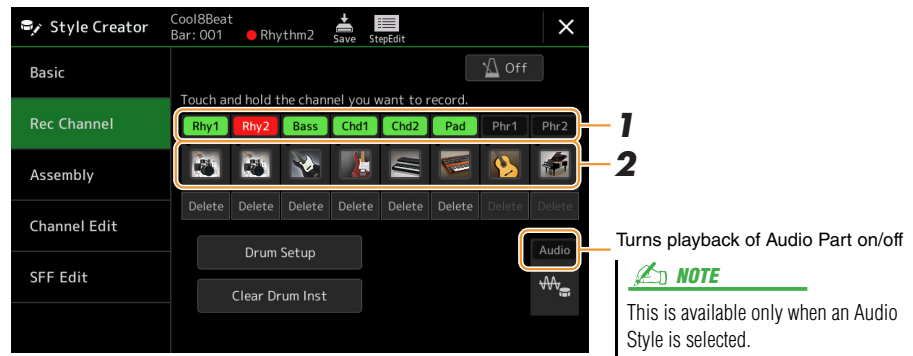 Style Creator
Cool8Beat
Bar: 001 Rhythm2 Save StepEdit
Basic
Off
Touch and hold the channel you want to record.
Rec Channel
Rhy1 Rhy2 Bass Chd1 Chd2 Pad Phr1 Phr2
1
Assembly
2
Delete Delete Delete Delete Delete Delete Delete Delete
Channel Edit
Drum Setup
Audio
Turns playback of Audio Part on/off
SFF Edit
Clear Drum Inst
NOTE
This is available only when an Audio
Style is selected.